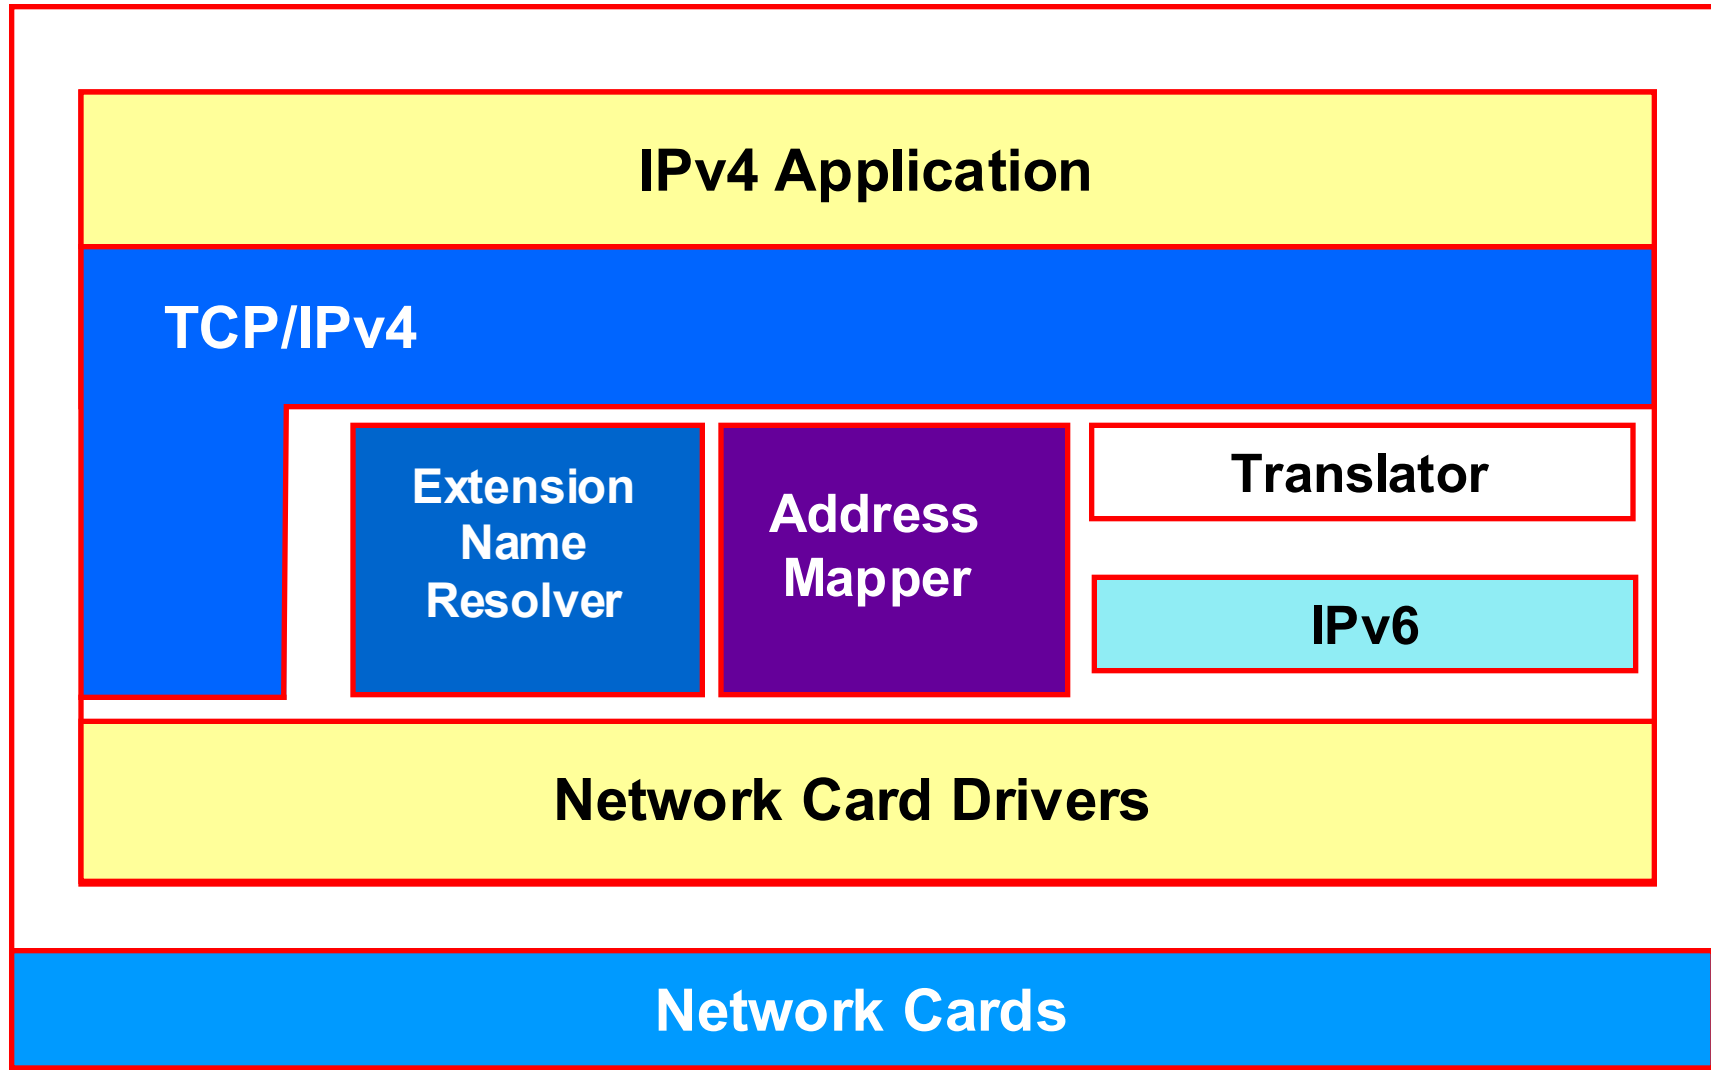 IPv4 Application
TCP/IPv4
Extension
Name
Resolver
Address
Mapper
Translator
IPv6
Network Card Drivers
Network Cards